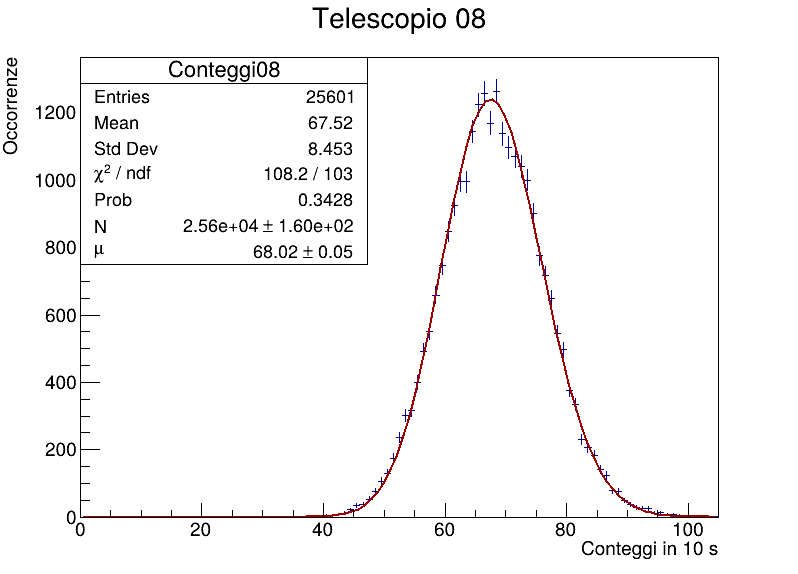 Telescopio 08
Occorrenze
Conteggi08
Entries 25601
Mean 67.52
Std Dev 8.453
χ² / ndf 108.2 / 103
Prob 0.3428
N 2.56e+04 ± 1.60e+02
μ 68.02 ± 0.05
1200
1000
800
600
400
200
0
0 20 40 60 80 100
Conteggi in 10 s